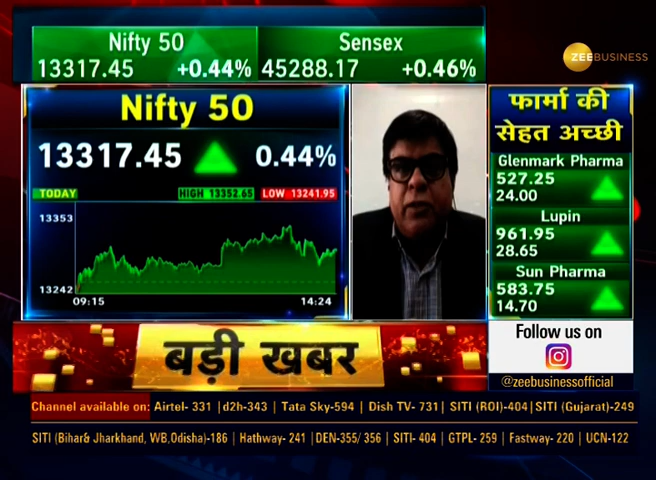 Nifty 50
13317.45 +0.44%
Sensex
45288.17 +0.46%
ZEEBUSINESS
Nifty 50
13317.45 0.44%
TODAY HIGH 13352.65 LOW 13241.95
13353
13242
09:15 14:24
फार्मा की
सेहत अच्छी
Glenmark Pharma
527.25
24.00
Lupin
961.95
28.65
Sun Pharma
583.75
14.70
बड़ी खबर
Follow us on
@zeebusinessofficial
Channel available on: Airtel- 331 |d2h-343 | Tata Sky-594 | Dish TV- 731| SITI (ROI)-404|SITI (Gujarat)-249
SITI (Bihar& Jharkhand, WB,Odisha)-186 | Hathway- 241 |DEN-355/ 356 | SITI- 404 | GTPL- 259 | Fastway- 220 | UCN-122